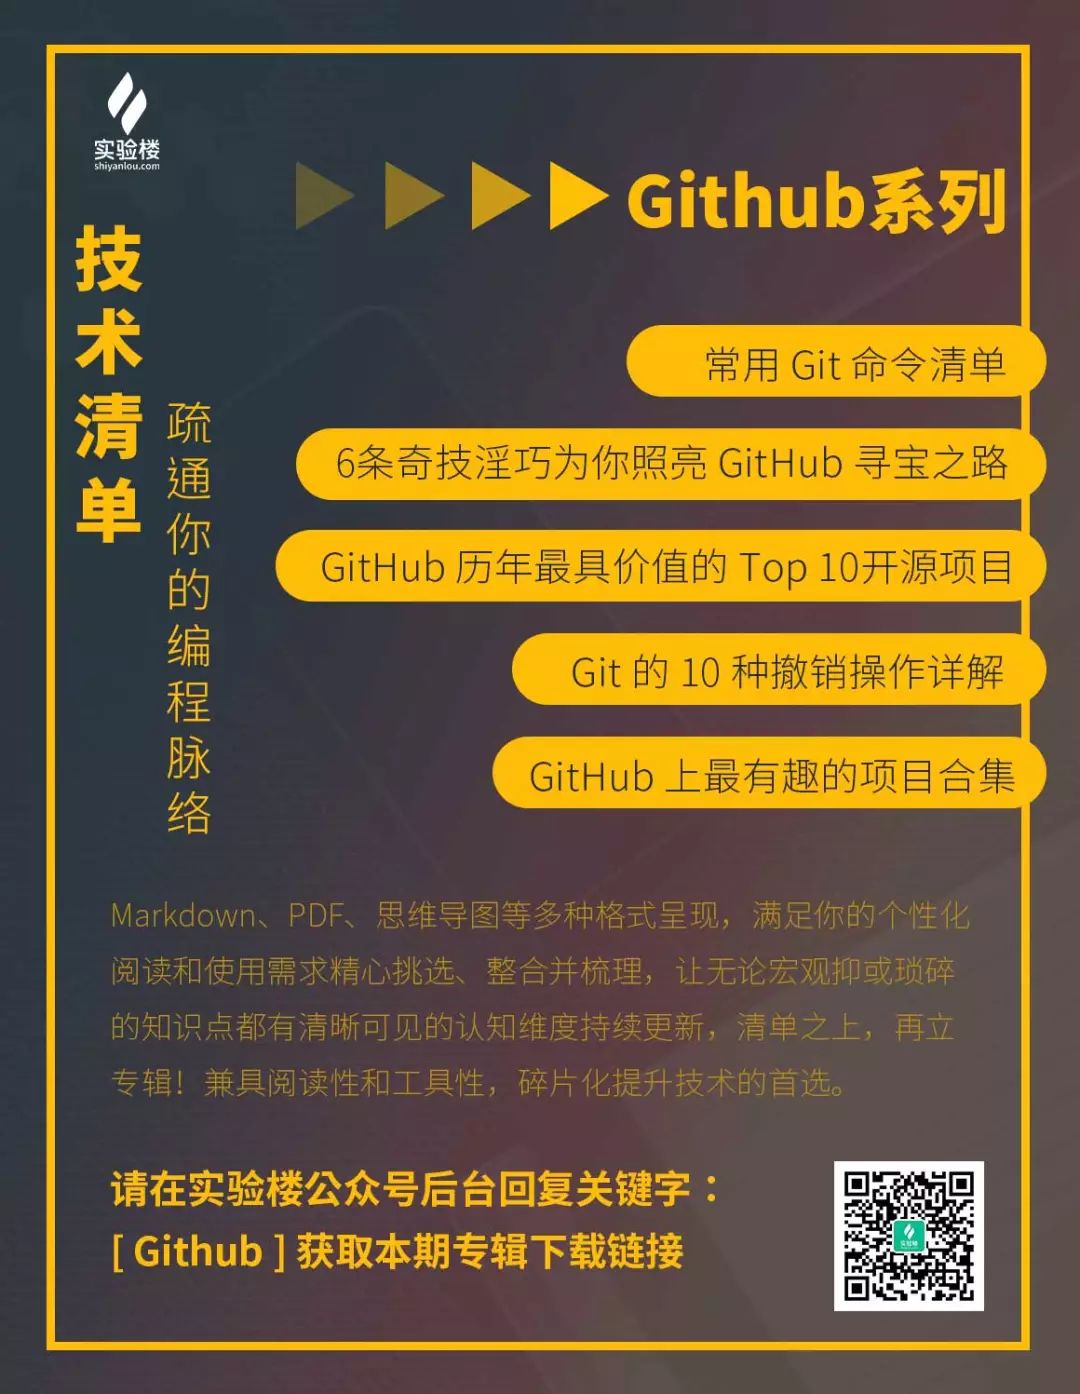 实验楼
shiyanlou.com
Github系列
技术清单
疏通你的编程脉络
常用 Git 命令清单
6条奇技淫巧为你照亮 GitHub 寻宝之路
GitHub 历年最具价值的 Top 10开源项目
Git 的 10 种撤销操作详解
GitHub 上最有趣的项目合集
Markdown、PDF、思维导图等多种格式呈现，满足你的个性化
阅读和使用需求精心挑选、整合并梳理，让无论宏观抑或琐碎
的知识点都有清晰可见的认知维度持续更新，清单之上，再立
专辑！兼具阅读性和工具性，碎片化提升技术的首选。
请在实验楼公众号后台回复关键字：
[ Github ] 获取本期专辑下载链接
实验楼